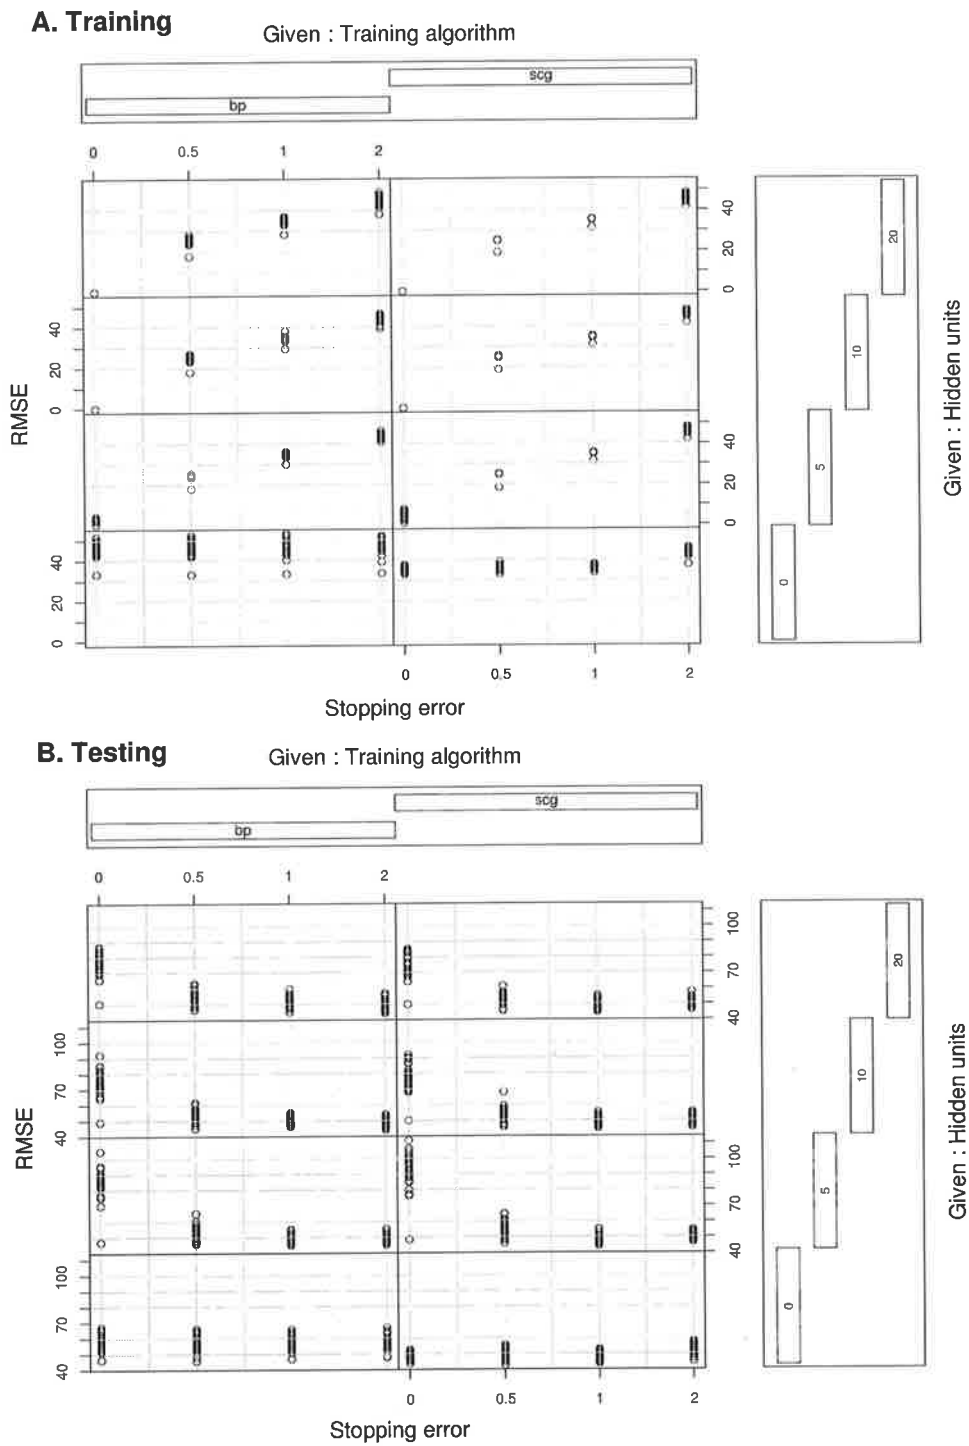 A. Training
Given : Training algorithm
scg
bp
0 0.5 1 2
40
20
0
20
40
20
0
10
RMSE
Given : Hidden units
40
20
0
5
40
20
0
0
0 0.5 1 2
Stopping error
B. Testing
Given : Training algorithm
scg
bp
0 0.5 1 2
100
70
40
20
100
70
40
10
RMSE
Given : Hidden units
100
70
40
5
100
70
40
0
0 0.5 1 2
Stopping error